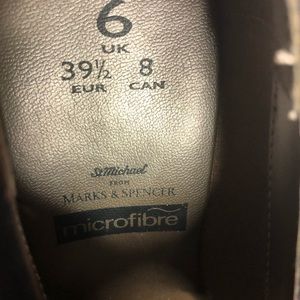 6
UK
39½ 8
EUR CAN
St Michael
FROM
MARKS & SPENCER
microfibre